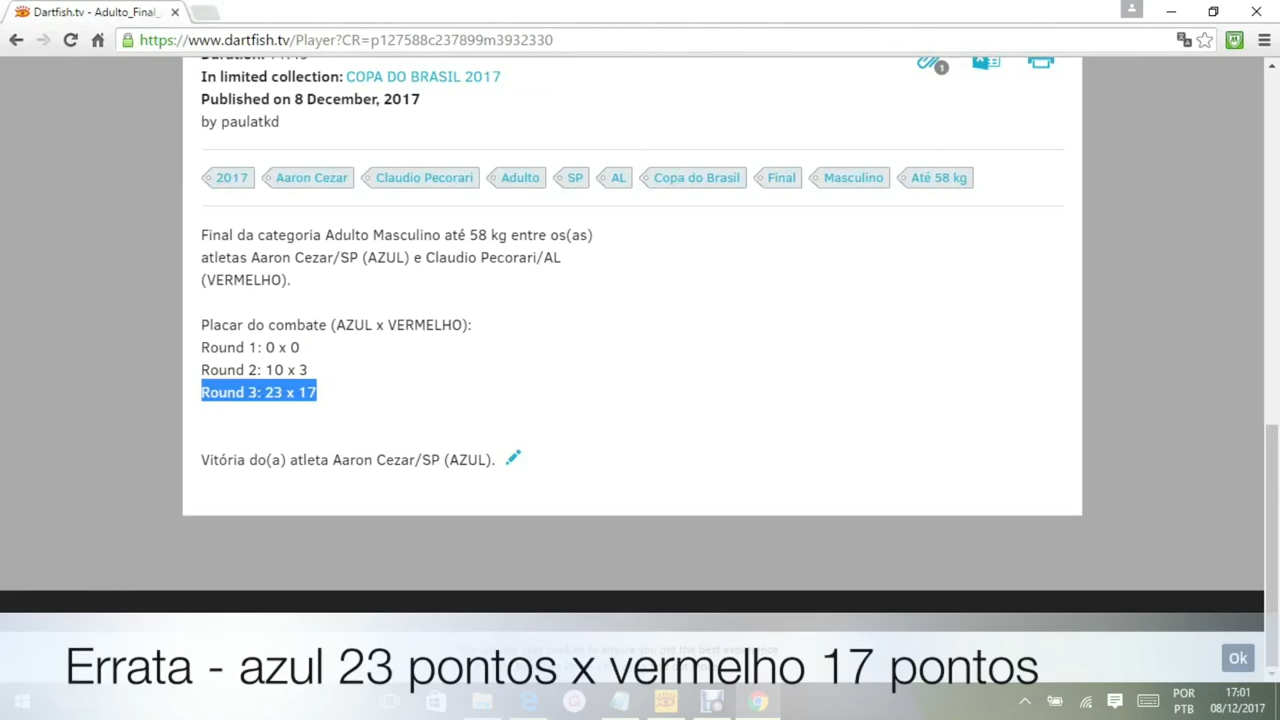 Dartfish.tv - Adulto_Final_
https://www.dartfish.tv/Player?CR=p127588c237899m3932330
In limited collection: COPA DO BRASIL 2017
1
Published on 8 December, 2017
by paulatkd
2017 Aaron Cezar Claudio Pecorari Adulto SP AL Copa do Brasil Final Masculino Até 58 kg
Final da categoria Adulto Masculino até 58 kg entre os(as)
atletas Aaron Cezar/SP (AZUL) e Claudio Pecorari/AL
(VERMELHO).
Placar do combate (AZUL x VERMELHO):
Round 1: 0 x 0
Round 2: 10 x 3
Round 3: 23 x 17
Vitória do(a) atleta Aaron Cezar/SP (AZUL).
Errata - azul 23 pontos x vermelho 17 pontos
Ok
POR
PTB
17:01
08/12/2017